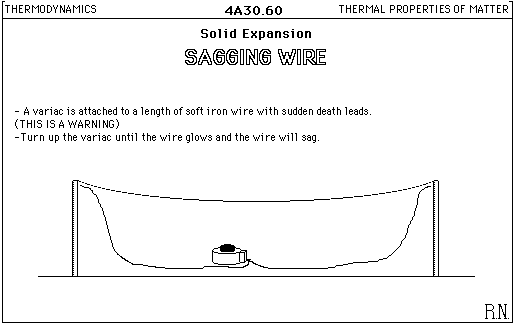 THERMODYNAMICS 4A30.60 THERMAL PROPERTIES OF MATTER
Solid Expansion
SAGGING WIRE
- A variac is attached to a length of soft iron wire with sudden death leads.
(THIS IS A WARNING)
-Turn up the variac until the wire glows and the wire will sag.
R.N.